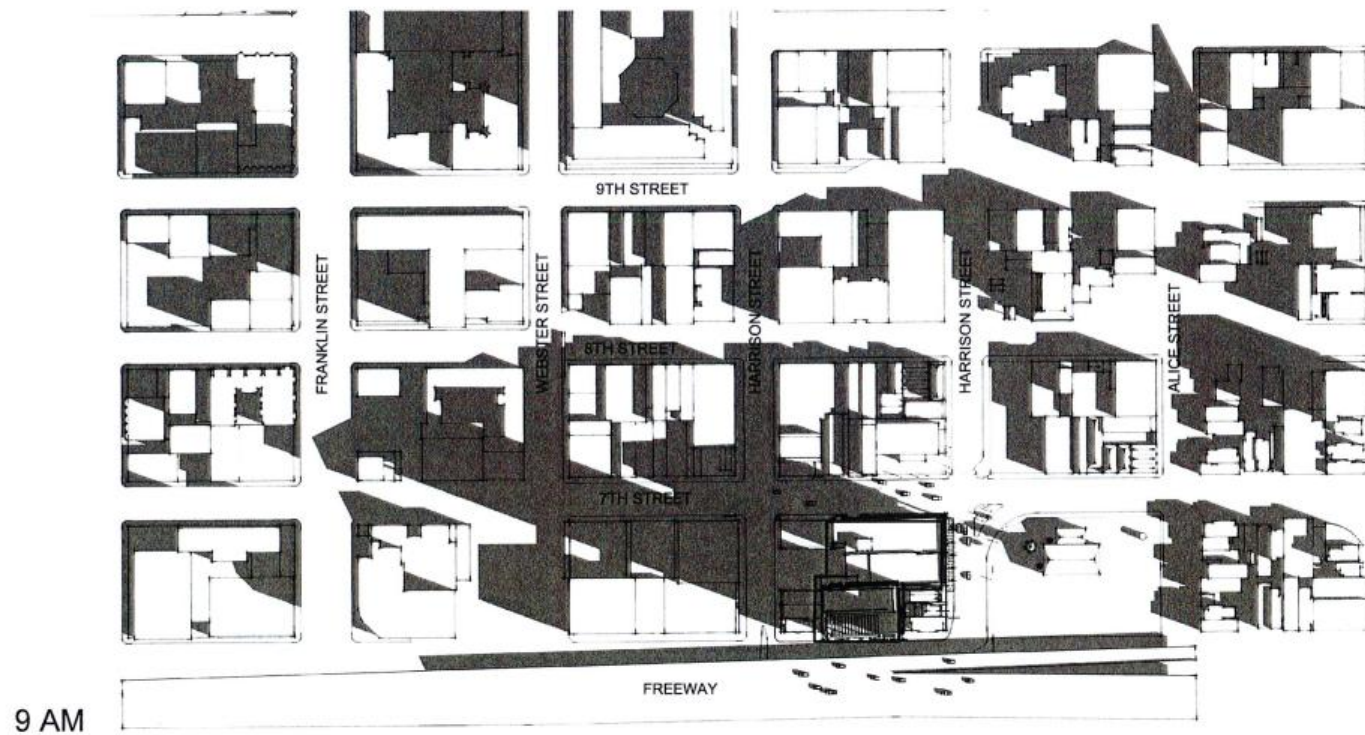 9TH STREET
FRANKLIN STREET
WEBSTER STREET
HARRISON STREET
HARRISON STREET
ALICE STREET
8TH STREET
7TH STREET
FREEWAY
9 AM